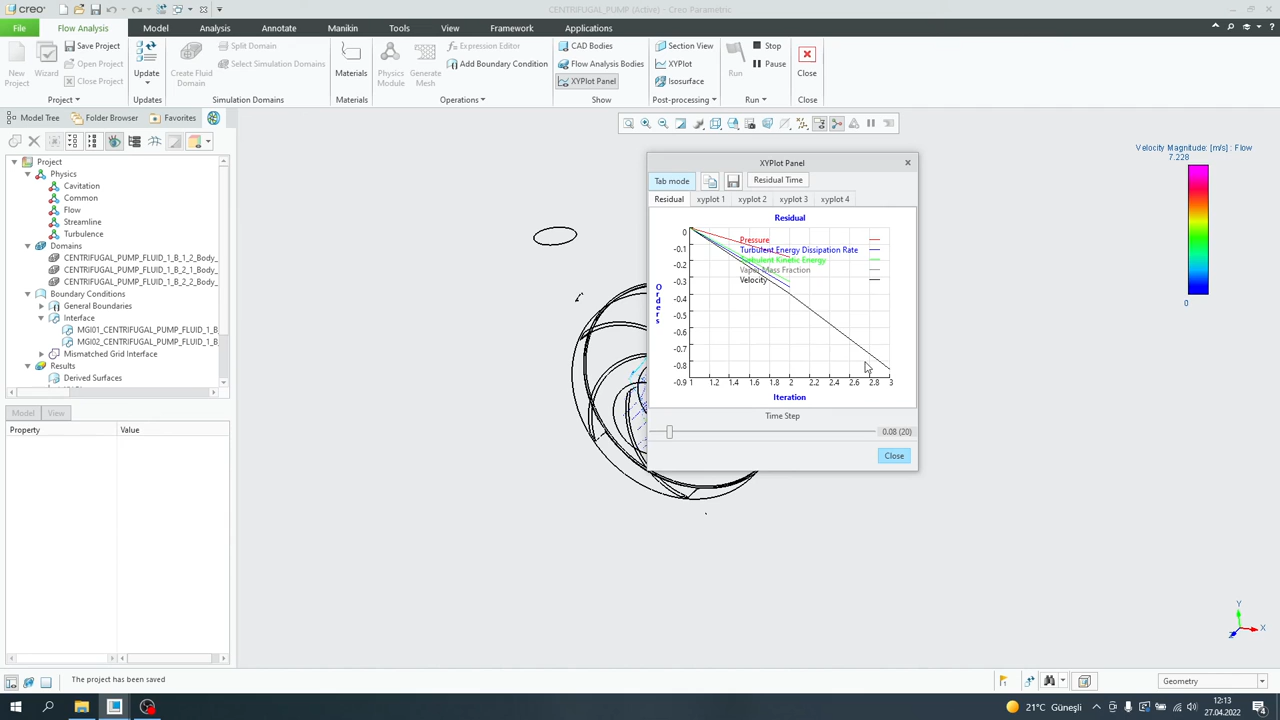 creo
CENTRIFUGAL_PUMP (Active) - Creo Parametric
File
Flow Analysis
Model
Analysis
Annotate
Manikin
Tools
View
Framework
Applications
New Project
Wizard
Save Project
Open Project
Close Project
Project
Update
Updates
Create Fluid Domain
Split Domain
Select Simulation Domains
Simulation Domains
Materials
Materials
Physics Module
Generate Mesh
Expression Editor
Add Boundary Condition
Operations
CAD Bodies
Flow Analysis Bodies
XYPlot Panel
Show
Section View
XYPlot
Isosurface
Post-processing
Run
Stop
Pause
Run
Close
Close
Model Tree
Folder Browser
Favorites
Project
Physics
Cavitation
Common
Flow
Streamline
Turbulence
Domains
CENTRIFUGAL_PUMP_FLUID_1_B_1_2_Body_
CENTRIFUGAL_PUMP_FLUID_1_B_2_1_Body_
CENTRIFUGAL_PUMP_FLUID_1_B_2_2_Body_
Boundary Conditions
General Boundaries
Interface
MGI01_CENTRIFUGAL_PUMP_FLUID_1_B
MGI02_CENTRIFUGAL_PUMP_FLUID_1_B
Mismatched Grid Interface
Results
Derived Surfaces
Model
View
Property
Value
XYPlot Panel
Tab mode
Residual Time
Residual
xyplot 1
xyplot 2
xyplot 3
xyplot 4
Residual
Pressure
Turbulent Energy Dissipation Rate
Turbulent Kinetic Energy
Vapor Mass Fraction
Velocity
Orders
0
-0.1
-0.2
-0.3
-0.4
-0.5
-0.6
-0.7
-0.8
-0.9
1 1.2 1.4 1.6 1.8 2 2.2 2.4 2.6 2.8 3
Iteration
Time Step
0.08 (20)
Close
Velocity Magnitude: [m/s] : Flow
7.228
0
Y
X
Z
The project has been saved
Geometry
21°C Güneşli
12:13
27.04.2022